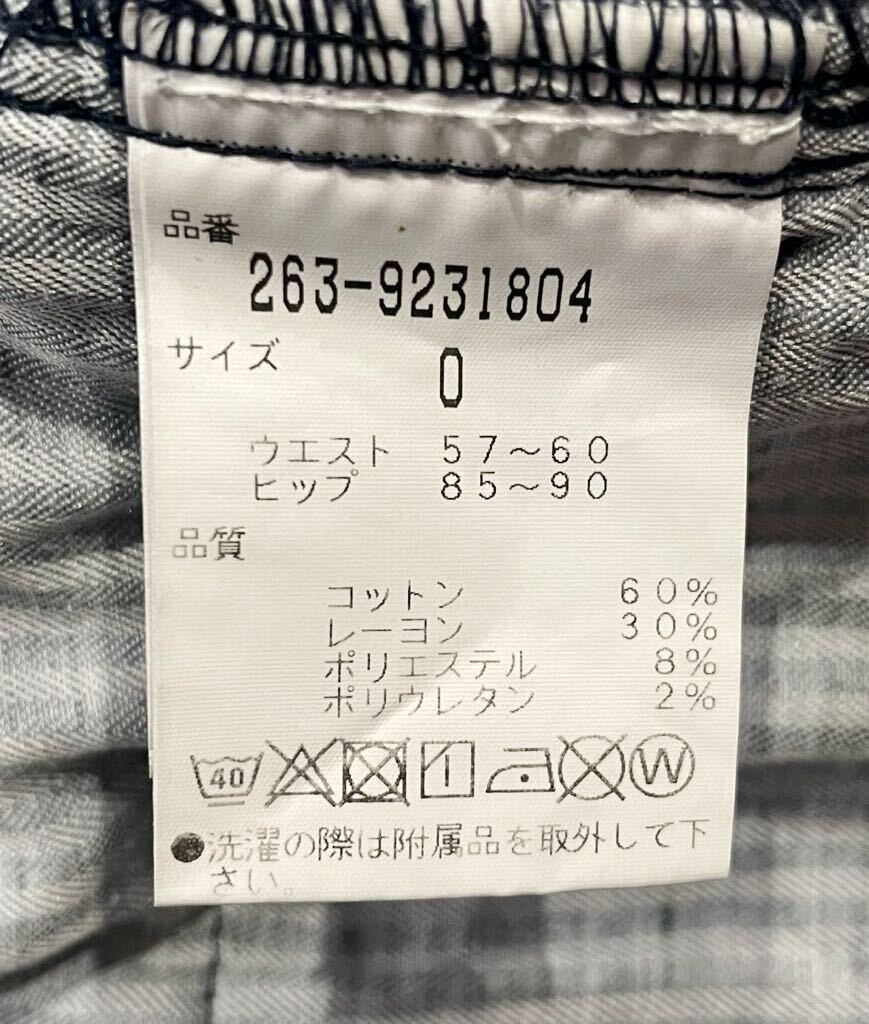 品番
263-9231804
サイズ 0
ウエスト 57～60
ヒップ 85～90
品質
コットン 60%
レーヨン 30%
ポリエステル 8%
ポリウレタン 2%
40 W
●洗濯の際は附属品を取外して下
さい。